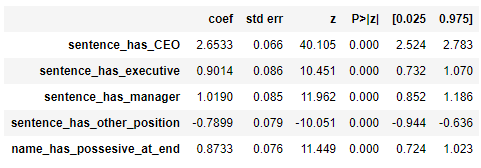 coef std err z P>|z| [0.025 0.975]
sentence_has_CEO 2.6533 0.066 40.105 0.000 2.524 2.783
sentence_has_executive 0.9014 0.086 10.451 0.000 0.732 1.070
sentence_has_manager 1.0190 0.085 11.962 0.000 0.852 1.186
sentence_has_other_position -0.7899 0.079 -10.051 0.000 -0.944 -0.636
name_has_possesive_at_end 0.8733 0.076 11.449 0.000 0.724 1.023